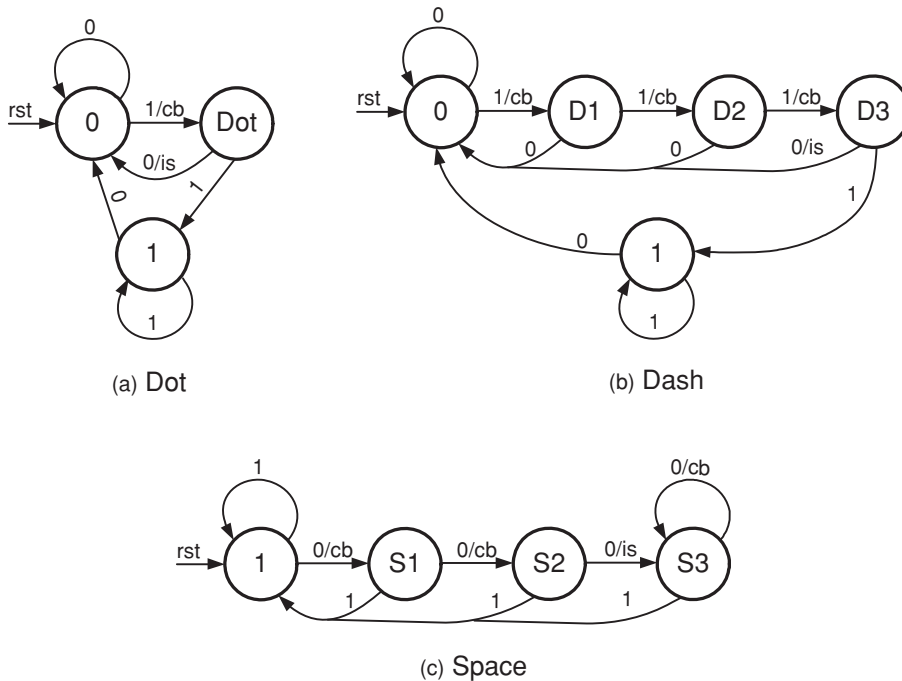 0
rst
0
1/cb
Dot
0/is
1
0
1
1
(a) Dot
0
rst
0
1/cb
D1
1/cb
D2
1/cb
D3
0
0
0/is
1
0
1
1
(b) Dash
1
rst
1
0/cb
S1
0/cb
S2
0/is
S3
0/cb
1
1
1
(c) Space